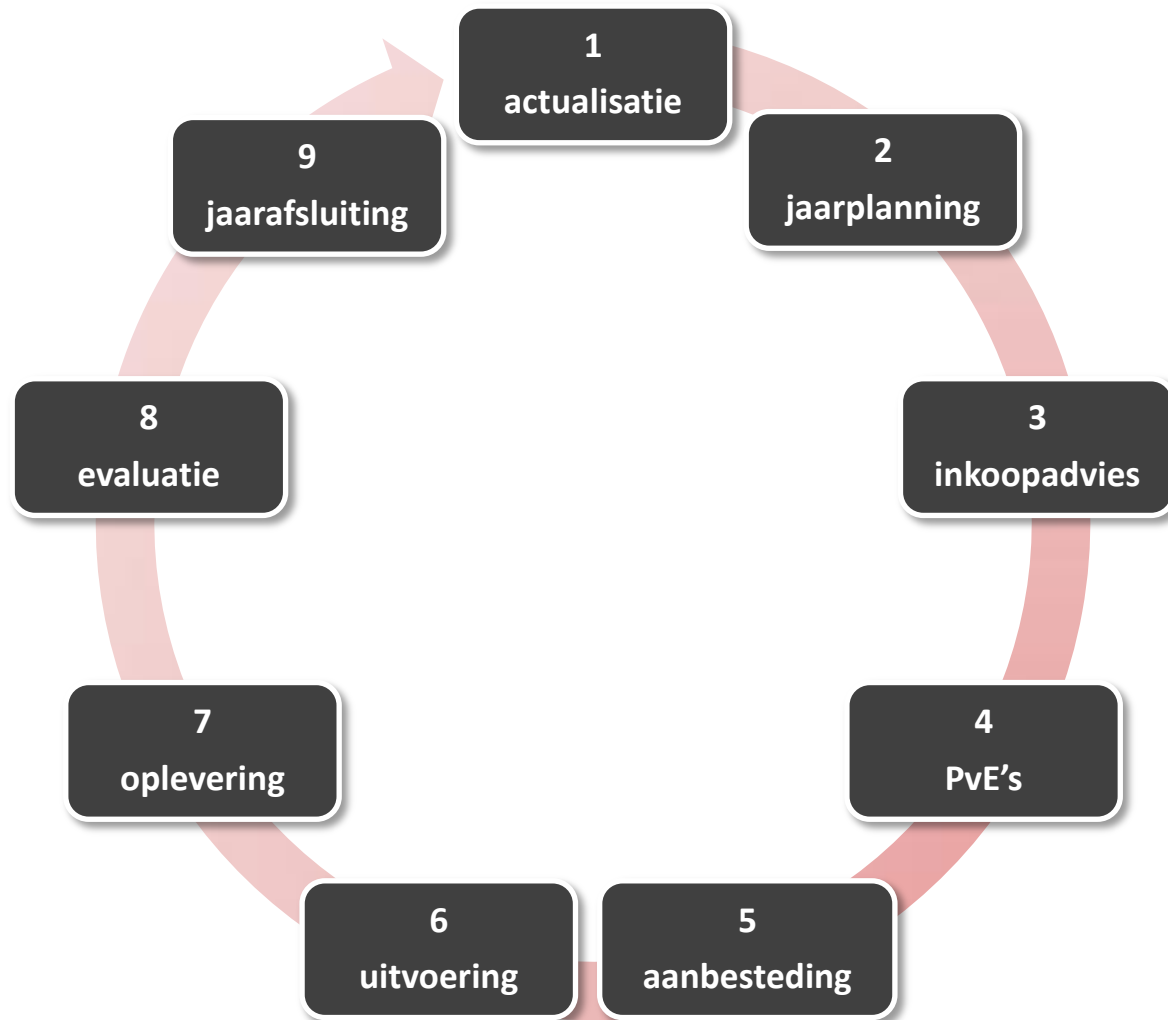 1
actualisatie
2
jaarplanning
3
inkoopadvies
4
PvE’s
5
aanbesteding
6
uitvoering
7
oplevering
8
evaluatie
9
jaarafsluiting